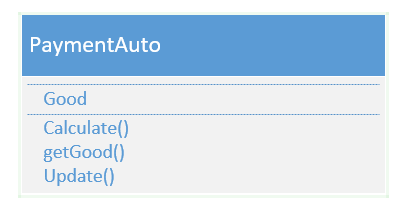 PaymentAuto
Good
Calculate()
getGood()
Update()